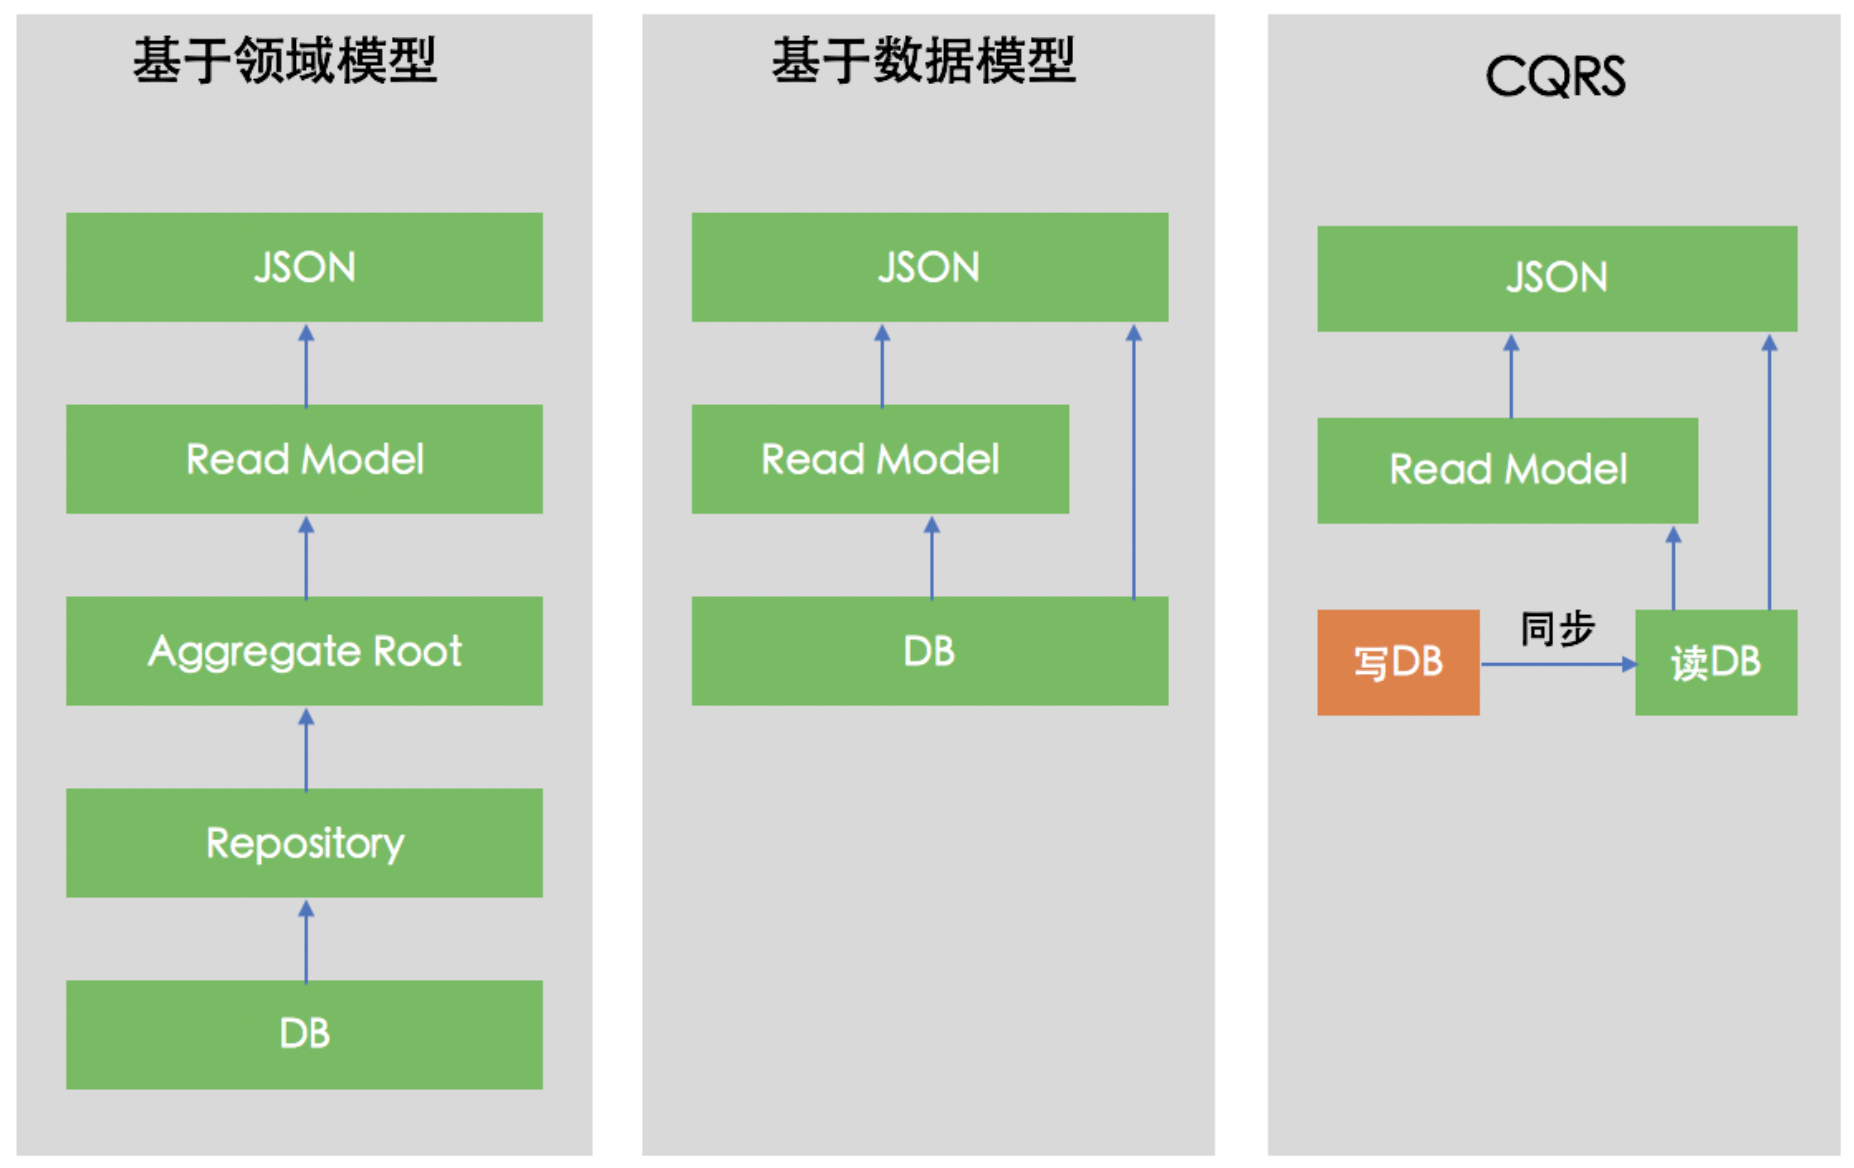 基于领域模型
JSON
Read Model
Aggregate Root
Repository
DB
基于数据模型
JSON
Read Model
DB
CQRS
JSON
Read Model
写DB
同步
读DB